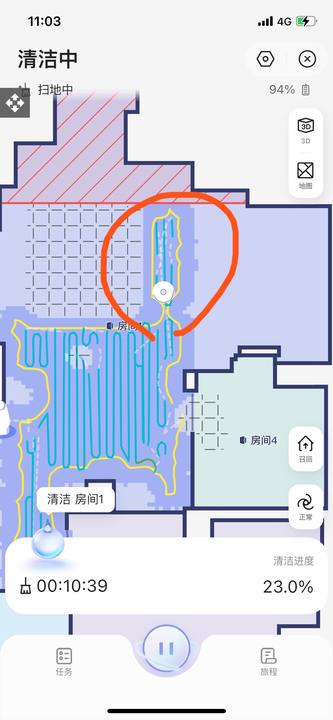 11:03
4G
清洁中
扫地中
94%
3D
3D
地图
房间
房间4
召回
清洁 房间1
正常
清洁进度
00:10:39
23.0%
任务
旅程